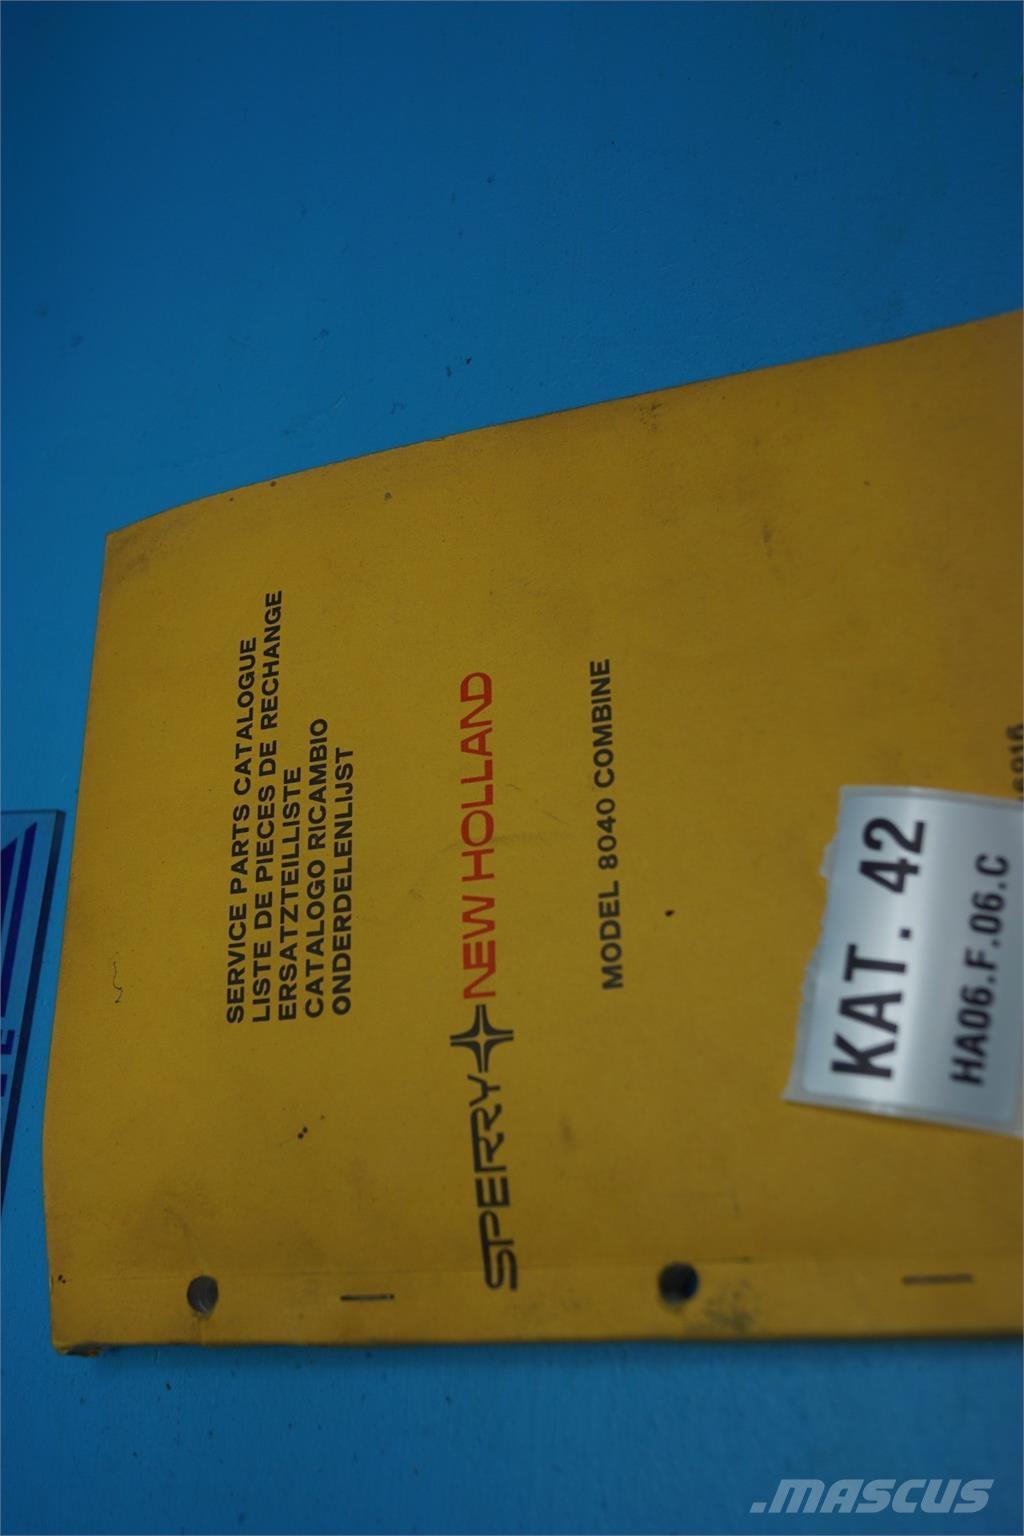 SERVICE PARTS CATALOGUE
LISTE DE PIECES DE RECHANGE
ERSATZTEILLISTE
CATALOGO RICAMBIO
ONDERDELENLIJST
SPERRY NEW HOLLAND
MODEL 8040 COMBINE
KAT. 42
HA06.F.06.C
.MASCUS